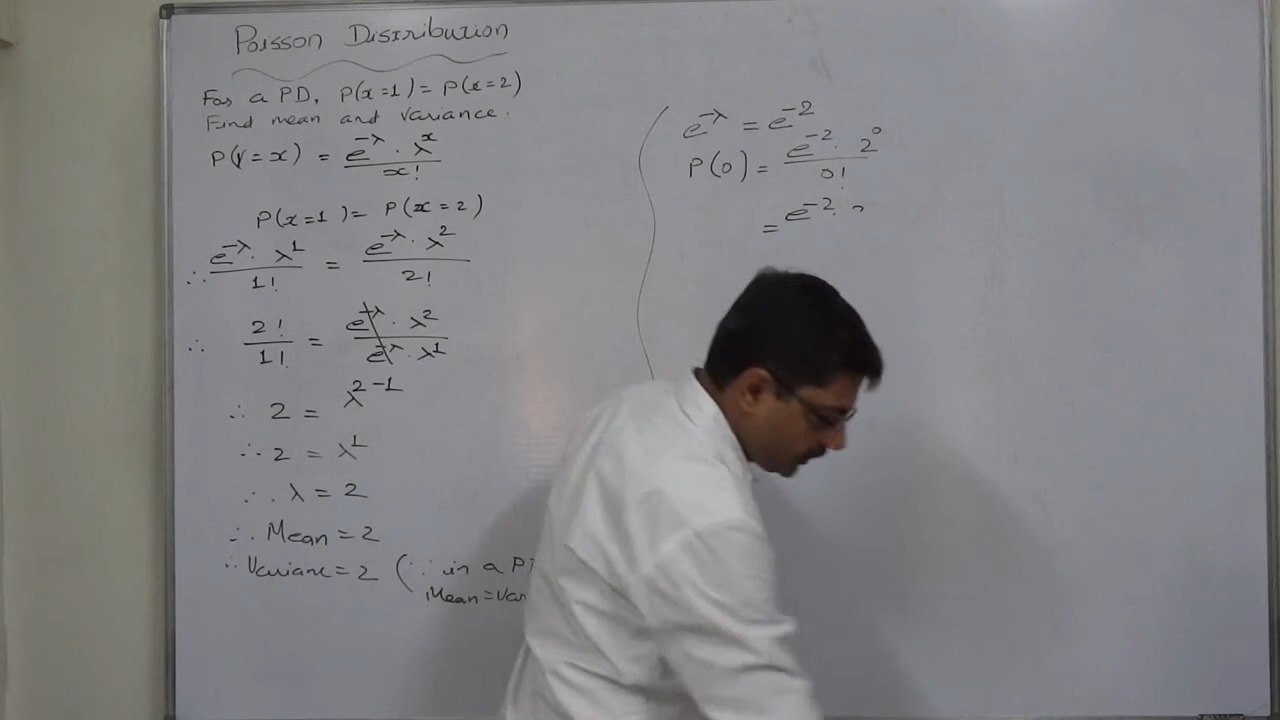 Poisson Distribution
For a PD, P(x=1) = P(x=2)
Find mean and variance.
P(X=x) = e^-λ · λ^x / x!
P(x=1) = P(x=2)
∴ e^-λ · λ^1 / 1! = e^-λ · λ^2 / 2!
∴ 2! / 1! = e^-λ · λ^2 / e^-λ · λ^1
∴ 2 = λ^2-1
∴ 2 = λ^1
∴ λ = 2
∴ Mean = 2
∴ Variance = 2 (∵ in a
Mean = Var
e^-λ = e^-2
P(0) = e^-2 · 2^0 / 0!
= e^-2 ·